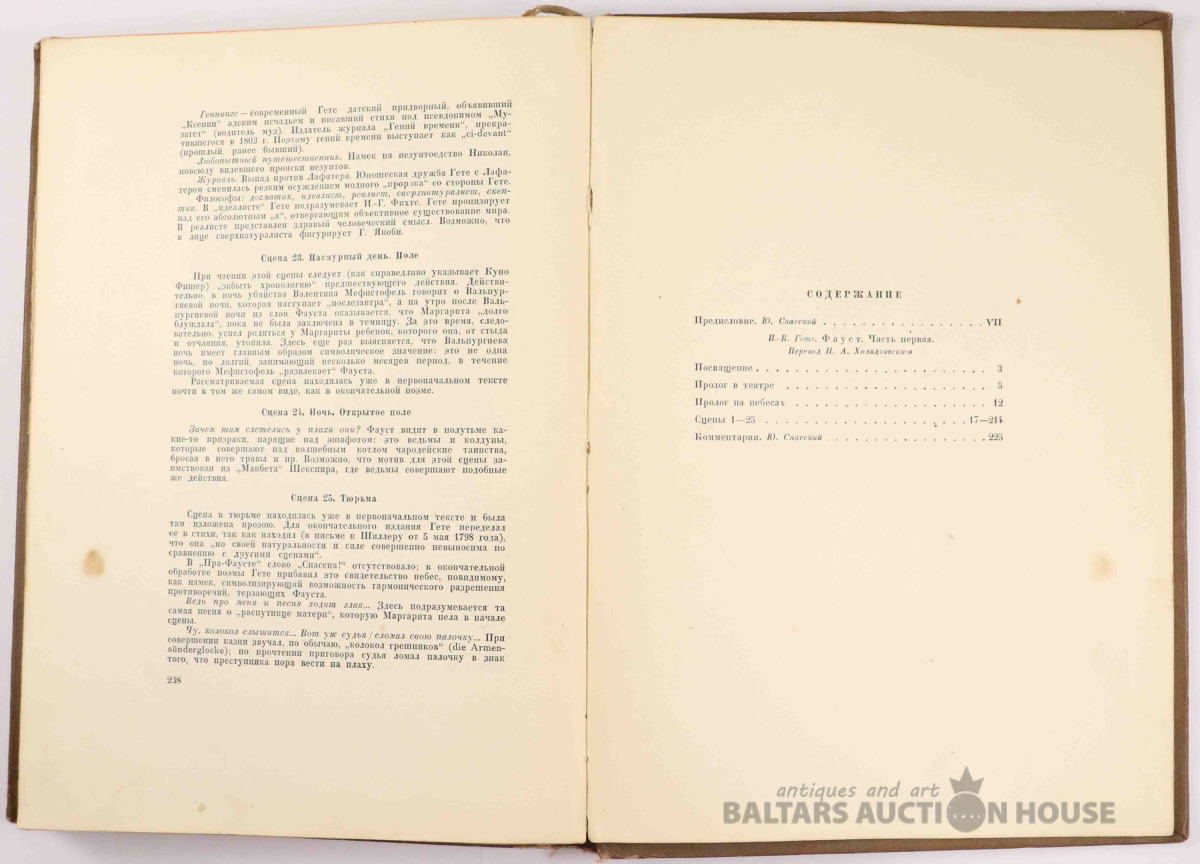 Геннингс — современный Гете датский придворный, объявивший
„Ксении“ адским исчадьем и писавший стихи под псевдонимом „Му-
загет“ (водитель муз). Издатель журнала „Гений времени“, прекра-
тившегося в 1803 г. Поэтому гений времени выступает как „ci-devant“
(прошлый, ранее бывший).
Любопытный путешественник. Намек на иезуитоедство Николаи,
повсюду видевшего происки иезуитов.
Журавль. Выпад против Лафатера. Юношеская дружба Гете с Лафа-
тером сменилась резким осуждением модного „пророка“ со стороны Гете.
Философы: догматик, идеалист, реалист, сверхнатуралист, скеп-
тик. В „идеалисте“ Гете подразумевает И.-Г. Фихте. Гете иронизирует
над его абсолютным „я“, отвергающим объективное существование мира.
В реалисте представлен здравый человеческий смысл. Возможно, что
в лице сверхнатуралиста фигурирует Г. Якоби.
Сцена 23. Пасмурный день. Поле
При чтении этой сцены следует (как справедливо указывает Куно
Фишер) „забыть хронологию“ предшествующего действия. Действи-
тельно, в ночь убийства Валентина Мефистофель говорит о Вальпур-
гиевой ночи, которая наступает „послезавтра“, а на утро после Валь-
пургиевой ночи из слов Фауста оказывается, что Маргарита „долго
блуждала“, пока не была заключена в темницу. За это время, следо-
вательно, успел родиться у Маргариты ребенок, которого она, от стыда
и отчаяния, утопила. Здесь еще раз выясняется, что Вальпургиева
ночь имеет главным образом символическое значение: это не одна
ночь, но долгий, занимающий несколько месяцев период, в течение
которого Мефистофель „развлекает“ Фауста.
Рассматриваемая сцена находилась уже в первоначальном тексте
почти в том же самом виде, как в окончательной поэме.
Сцена 24. Ночь. Открытое поле
Зачем там слетелись у плахи они? Фауст видит в полутьме ка-
кие-то призраки, парящие над эшафотом: это ведьмы и колдуны,
которые совершают над волшебным котлом чародейские таинства,
бросая в него травы и пр. Возможно, что мотив для этой сцены за-
имствован из „Макбета“ Шекспира, где ведьмы совершают подобные
же действия.
Сцена 25. Тюрьма
Сцена в тюрьме находилась уже в первоначальном тексте и была
там изложена прозою. Для окончательного издания Гете переделал
ее в стихи, так как находил (в письме к Шиллеру от 5 мая 1798 года),
что она „по своей натуральности и силе совершенно невыносима по
сравнению с другими сценами“.
В „Пра-Фаусте“ слово „Спасена!“ отсутствовало; в окончательной
обработке поэмы Гете прибавил это свидетельство небес, повидимому,
как намек, символизирующий возможность гармонического разрешения
противоречий, терзающих Фауста.
Ведь про меня и песня ходит злая... Здесь подразумевается та
самая песня о „распутнице матери“, которую Маргарита пела в начале
сцены.
Чу, колокол слышится... Вот уж судья / сломал свою палочку... При
совершении казни звучал, по обычаю, „колокол грешников“ (die Armen-
sünderglocke); по прочтении приговора судья ломал палочку в знак
того, что преступника пора вести на плаху.
238
СОДЕРЖАНИЕ
Предисловие. Ю. Спасский . . . . . . . . . . . . . . . . . VII
И.-В. Гете. Фауст. Часть первая.
Перевод Н. А. Холодковского
Посвящение . . . . . . . . . . . . . . . . . . . 3
Пролог в театре . . . . . . . . . . . . . . . . . 5
Пролог на небесах . . . . . . . . . . . . . . . . 12
Сцены 1—25 . . . . . . . . . . . . . . . . . 17—214
Комментарии. Ю. Спасский . . . . . . . . . . . . . 225
antiques and art
BALTARS AUCTION HOUSE